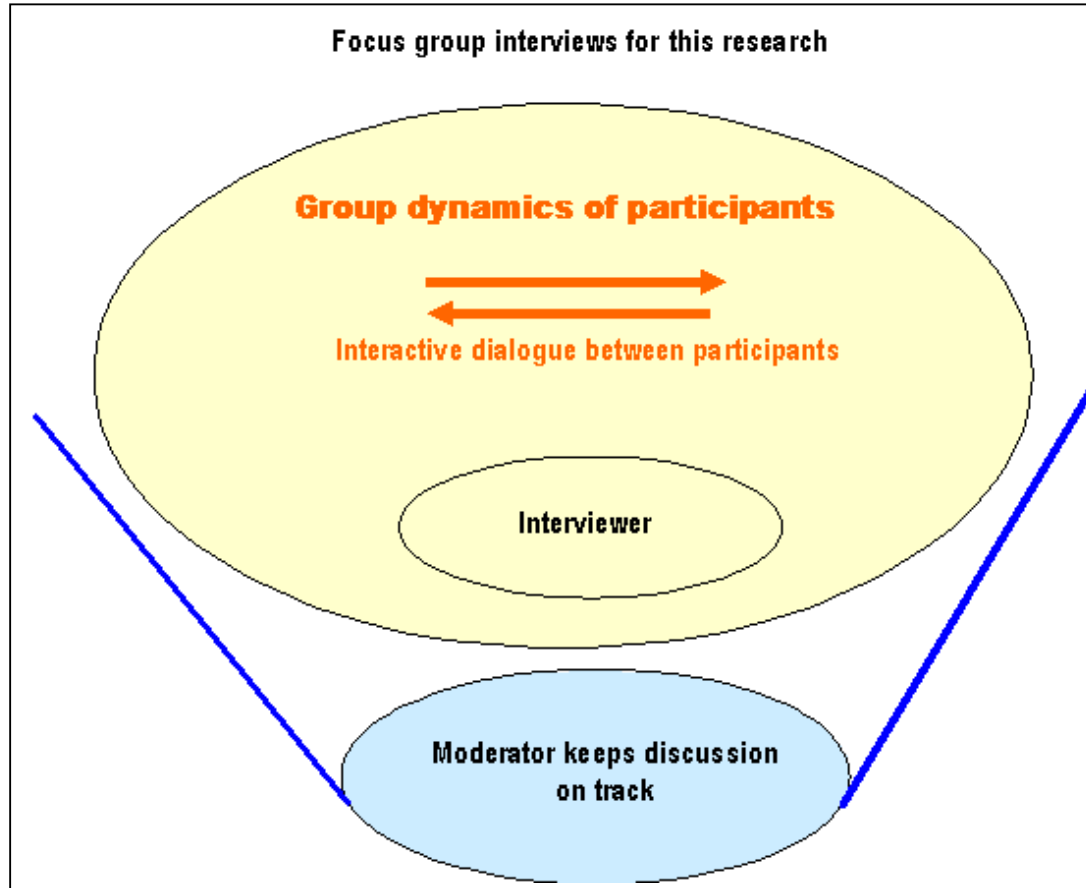 Focus group interviews for this research
Group dynamics of participants
Interactive dialogue between participants
Interviewer
Moderator keeps discussion
on track